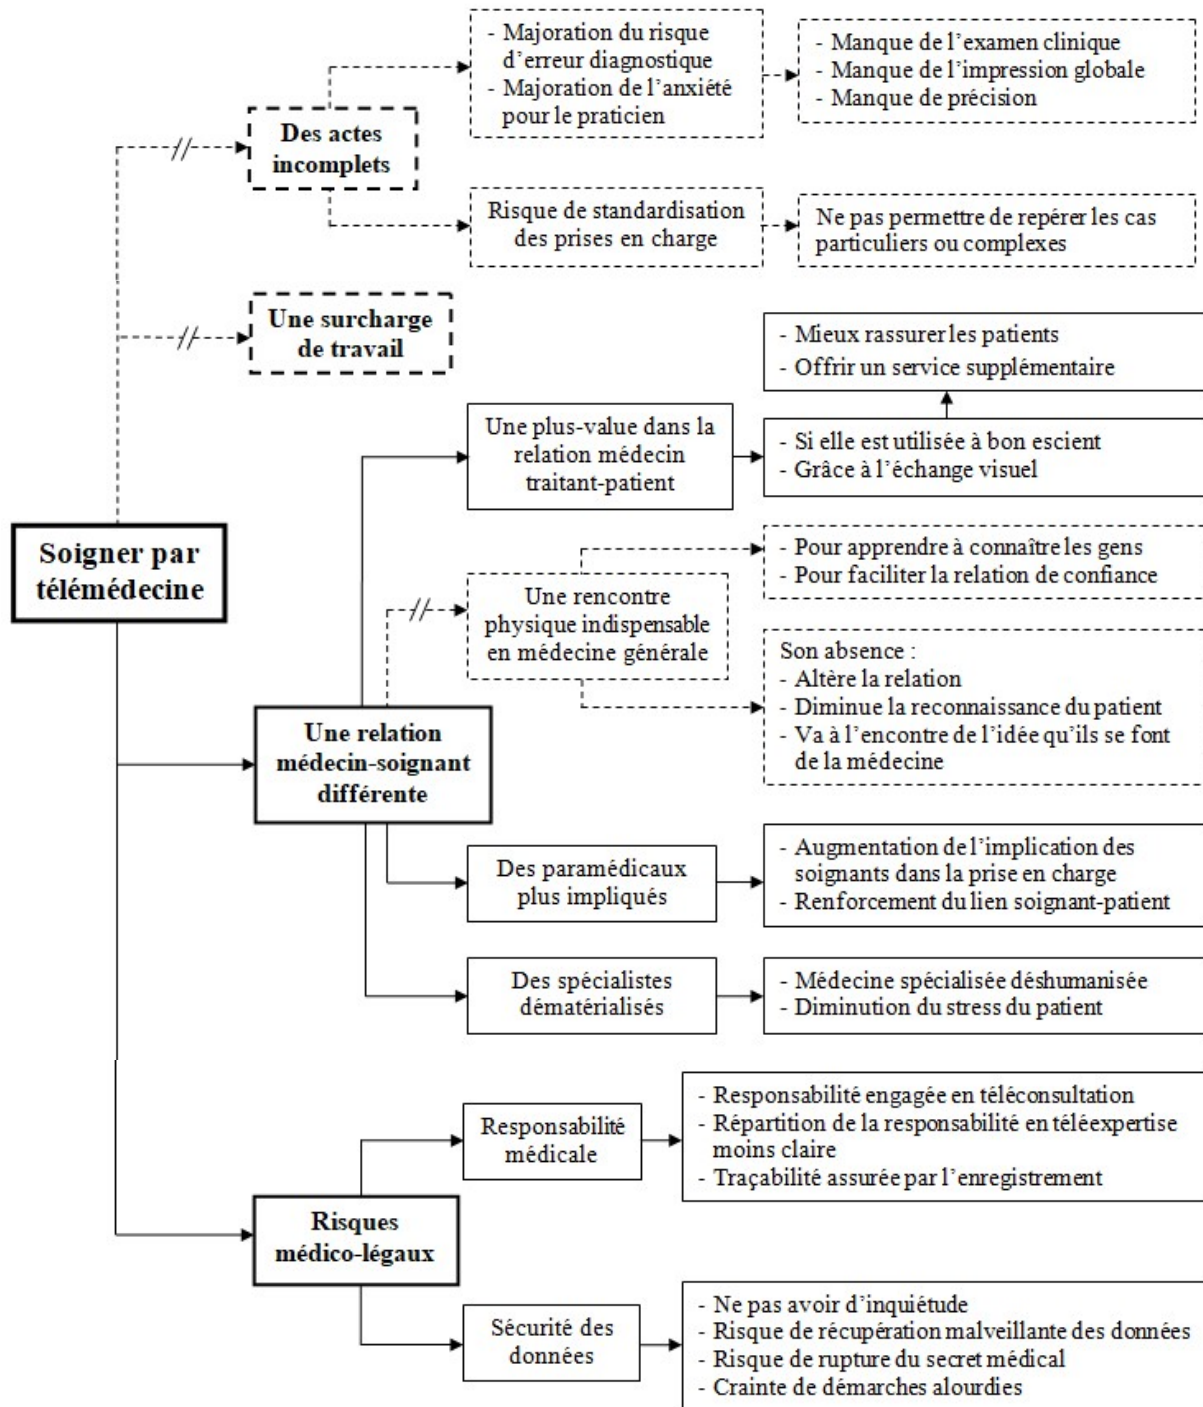 - Majoration du risque
d’erreur diagnostique
- Majoration de l’anxiété
pour le praticien
- Manque de l’examen clinique
- Manque de l’impression globale
- Manque de précision
Des actes
incomplets
Risque de standardisation
des prises en charge
Ne pas permettre de repérer les cas
particuliers ou complexes
Une surcharge
de travail
- Mieux rassurer les patients
- Offrir un service supplémentaire
Une plus-value dans la
relation médecin
traitant-patient
- Si elle est utilisée à bon escient
- Grâce à l’échange visuel
Soigner par
télémédecine
- Pour apprendre à connaître les gens
- Pour faciliter la relation de confiance
Une rencontre
physique indispensable
en médecine générale
Son absence :
- Altère la relation
- Diminue la reconnaissance du patient
- Va à l’encontre de l’idée qu’ils se font
de la médecine
Une relation
médecin-soignant
différente
Des paramédicaux
plus impliqués
- Augmentation de l’implication des
soignants dans la prise en charge
- Renforcement du lien soignant-patient
Des spécialistes
dématérialisés
- Médecine spécialisée déshumanisée
- Diminution du stress du patient
Responsabilité
médicale
- Responsabilité engagée en téléconsultation
- Répartition de la responsabilité en téléexpertise
moins claire
- Traçabilité assurée par l’enregistrement
Risques
médico-légaux
Sécurité des
données
- Ne pas avoir d’inquiétude
- Risque de récupération malveillante des données
- Risque de rupture du secret médical
- Crainte de démarches alourdies